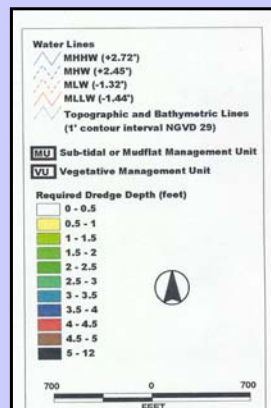 Water Lines
MHHW (+2.72')
MHW (+2.45')
MLW (-1.32')
MLLW (-1.44')
Topographic and Bathymetric Lines
(1' contour interval NGVD 29)
MU Sub-tidal or Mudflat Management Unit
VU Vegetative Management Unit
Required Dredge Depth (feet)
0 - 0.5
0.5 - 1
1 - 1.5
1.5 - 2
2 - 2.5
2.5 - 3
3 - 3.5
3.5 - 4
4 - 4.5
4.5 - 5
5 - 12
700 0 700
FEET